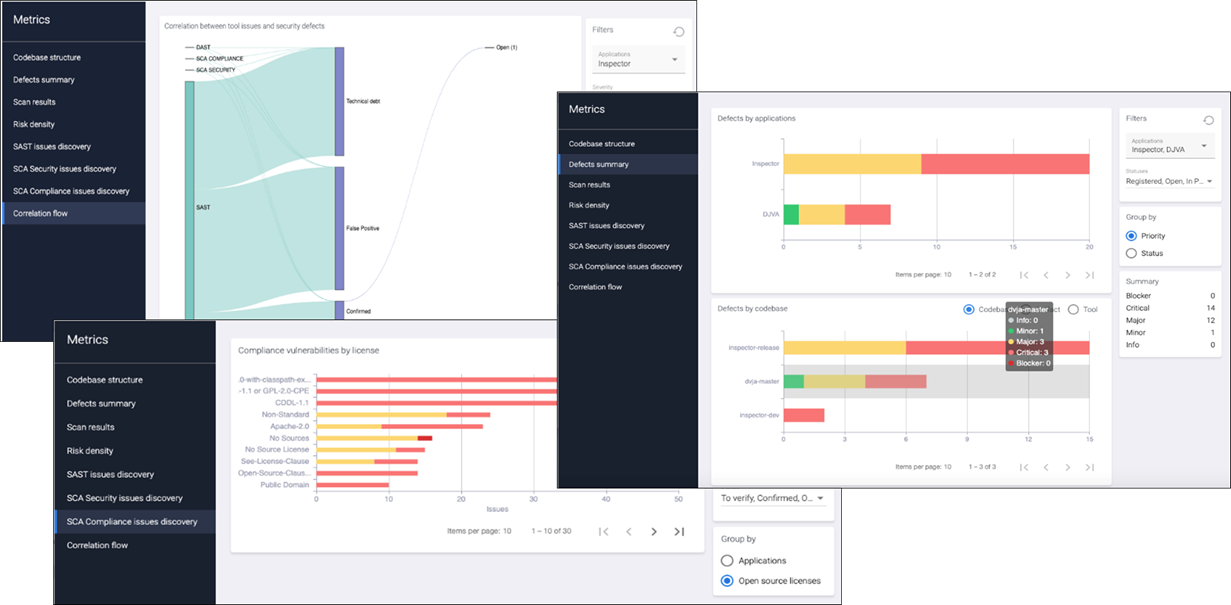 Metrics
Codebase structure
Defects summary
Scan results
Risk density
SAST issues discovery
SCA Security issues discovery
SCA Compliance issues discovery
Correlation flow
Correlation between tool issues and security defects
DAST
SCA COMPLIANCE
SCA SECURITY
SAST
Technical debt
False Positive
Confirmed
Open (1)
Filters
Applications
Inspector
Severity
Metrics
Codebase structure
Defects summary
Scan results
Risk density
SAST issues discovery
SCA Security issues discovery
SCA Compliance issues discovery
Correlation flow
Defects by applications
Inspector
DJVA
0 5 10 15 20
Items per page: 10 1 – 2 of 2
Defects by codebase
Tool
dvja-master
Info: 0
Minor: 1
Major: 3
Critical: 3
Blocker: 0
inspector-release
dvja-master
inspector-dev
0 3 6 9 12 15
Items per page: 10 1 – 3 of 3
Filters
Applications
Inspector, DJVA
Statuses
Registered, Open, In P...
Group by
Priority
Status
Summary
Blocker 0
Critical 14
Major 12
Minor 1
Info 0
Metrics
Codebase structure
Defects summary
Scan results
Risk density
SAST issues discovery
SCA Security issues discovery
SCA Compliance issues discovery
Correlation flow
Compliance vulnerabilities by license
.0-with-classpath-ex...
-1.1 or GPL-2.0-CPE
CDDL-1.1
Non-Standard
Apache-2.0
No Sources
No Source License
See-License-Clause
Open-Source-Claus...
Public Domain
0 10 20 30 40 50
Issues
Items per page: 10 1 – 10 of 30
To verify, Confirmed, O...
Group by
Applications
Open source licenses